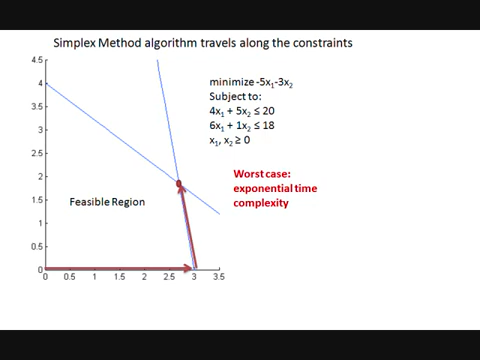 Simplex Method algorithm travels along the constraints
4.5
4
3.5
3
2.5
2
1.5
1
0.5
0
0
0.5
1
1.5
2
2.5
3
3.5
minimize -5x₁-3x₂
Subject to:
4x₁ + 5x₂ ≤ 20
6x₁ + 1x₂ ≤ 18
x₁, x₂ ≥ 0
Worst case:
exponential time
complexity
Feasible Region